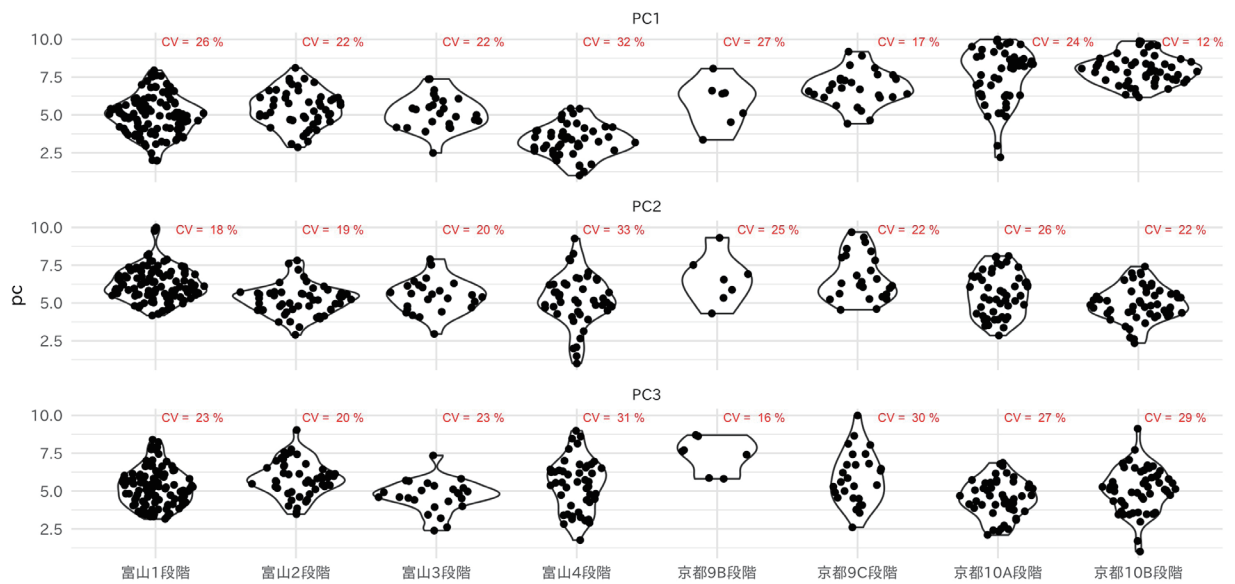 PC1
10.0
7.5
5.0
2.5
CV = 26 %
CV = 22 %
CV = 22 %
CV = 32 %
CV = 27 %
CV = 17 %
CV = 24 %
CV = 12 %
PC2
10.0
7.5
5.0
2.5
CV = 18 %
CV = 19 %
CV = 20 %
CV = 33 %
CV = 25 %
CV = 22 %
CV = 26 %
CV = 22 %
pc
PC3
10.0
7.5
5.0
2.5
CV = 23 %
CV = 20 %
CV = 23 %
CV = 31 %
CV = 16 %
CV = 30 %
CV = 27 %
CV = 29 %
富山1段階
富山2段階
富山3段階
富山4段階
京都9B段階
京都9C段階
京都10A段階
京都10B段階